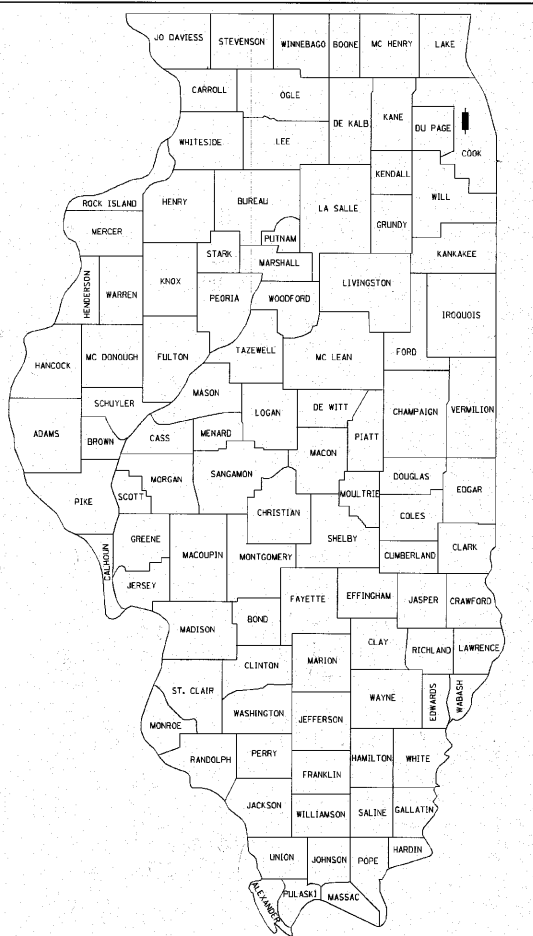 JO DAVIESS
STEVENSON
WINNEBAGO
BOONE
MC HENRY
LAKE
CARROLL
OGLE
DE KALB
KANE
DU PAGE
COOK
WHITESIDE
LEE
KENDALL
WILL
ROCK ISLAND
HENRY
BUREAU
LA SALLE
GRUNDY
MERCER
PUTNAM
KANKAKEE
STARK
MARSHALL
HENDERSON
WARREN
KNOX
PEORIA
WOODFORD
LIVINGSTON
IROQUOIS
HANCOCK
MC DONOUGH
FULTON
TAZEWELL
MC LEAN
FORD
MASON
SCHUYLER
LOGAN
DE WITT
CHAMPAIGN
VERMILION
ADAMS
BROWN
CASS
MENARD
PIATT
MACON
MORGAN
SANGAMON
DOUGLAS
EDGAR
PIKE
SCOTT
MOULTRIE
CHRISTIAN
COLES
GREENE
MACOUPIN
MONTGOMERY
SHELBY
CUMBERLAND
CLARK
CALHOUN
JERSEY
FAYETTE
EFFINGHAM
JASPER
CRAWFORD
MADISON
BOND
CLAY
RICHLAND
LAWRENCE
CLINTON
MARION
ST. CLAIR
WAYNE
EDWARDS
WABASH
WASHINGTON
JEFFERSON
MONROE
RANDOLPH
PERRY
HAMILTON
WHITE
FRANKLIN
JACKSON
WILLIAMSON
SALINE
GALLATIN
UNION
JOHNSON
POPE
HARDIN
ALEXANDER
PULASKI
MASSAC